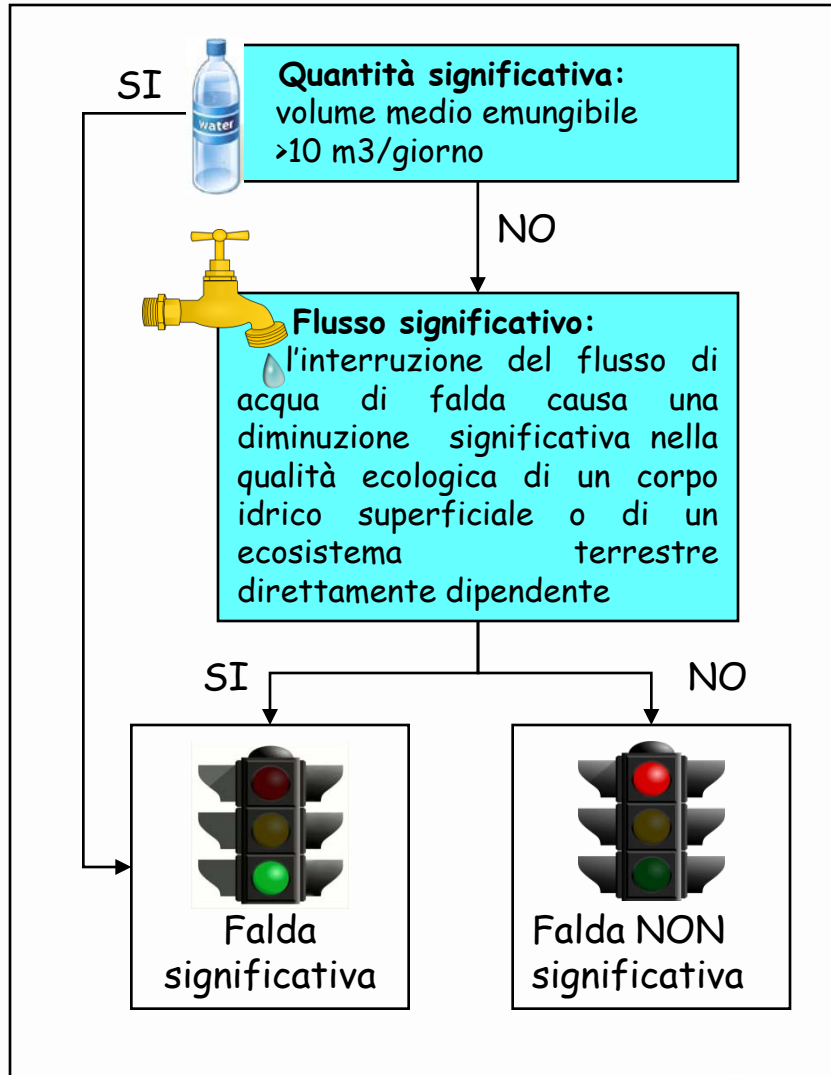 SI
water
Quantità significativa:
volume medio emungibile
>10 m3/giorno
NO
Flusso significativo:
l'interruzione del flusso di
acqua di falda causa una
diminuzione significativa nella
qualità ecologica di un corpo
idrico superficiale o di un
ecosistema terrestre
direttamente dipendente
SI
NO
Falda
significativa
Falda NON
significativa